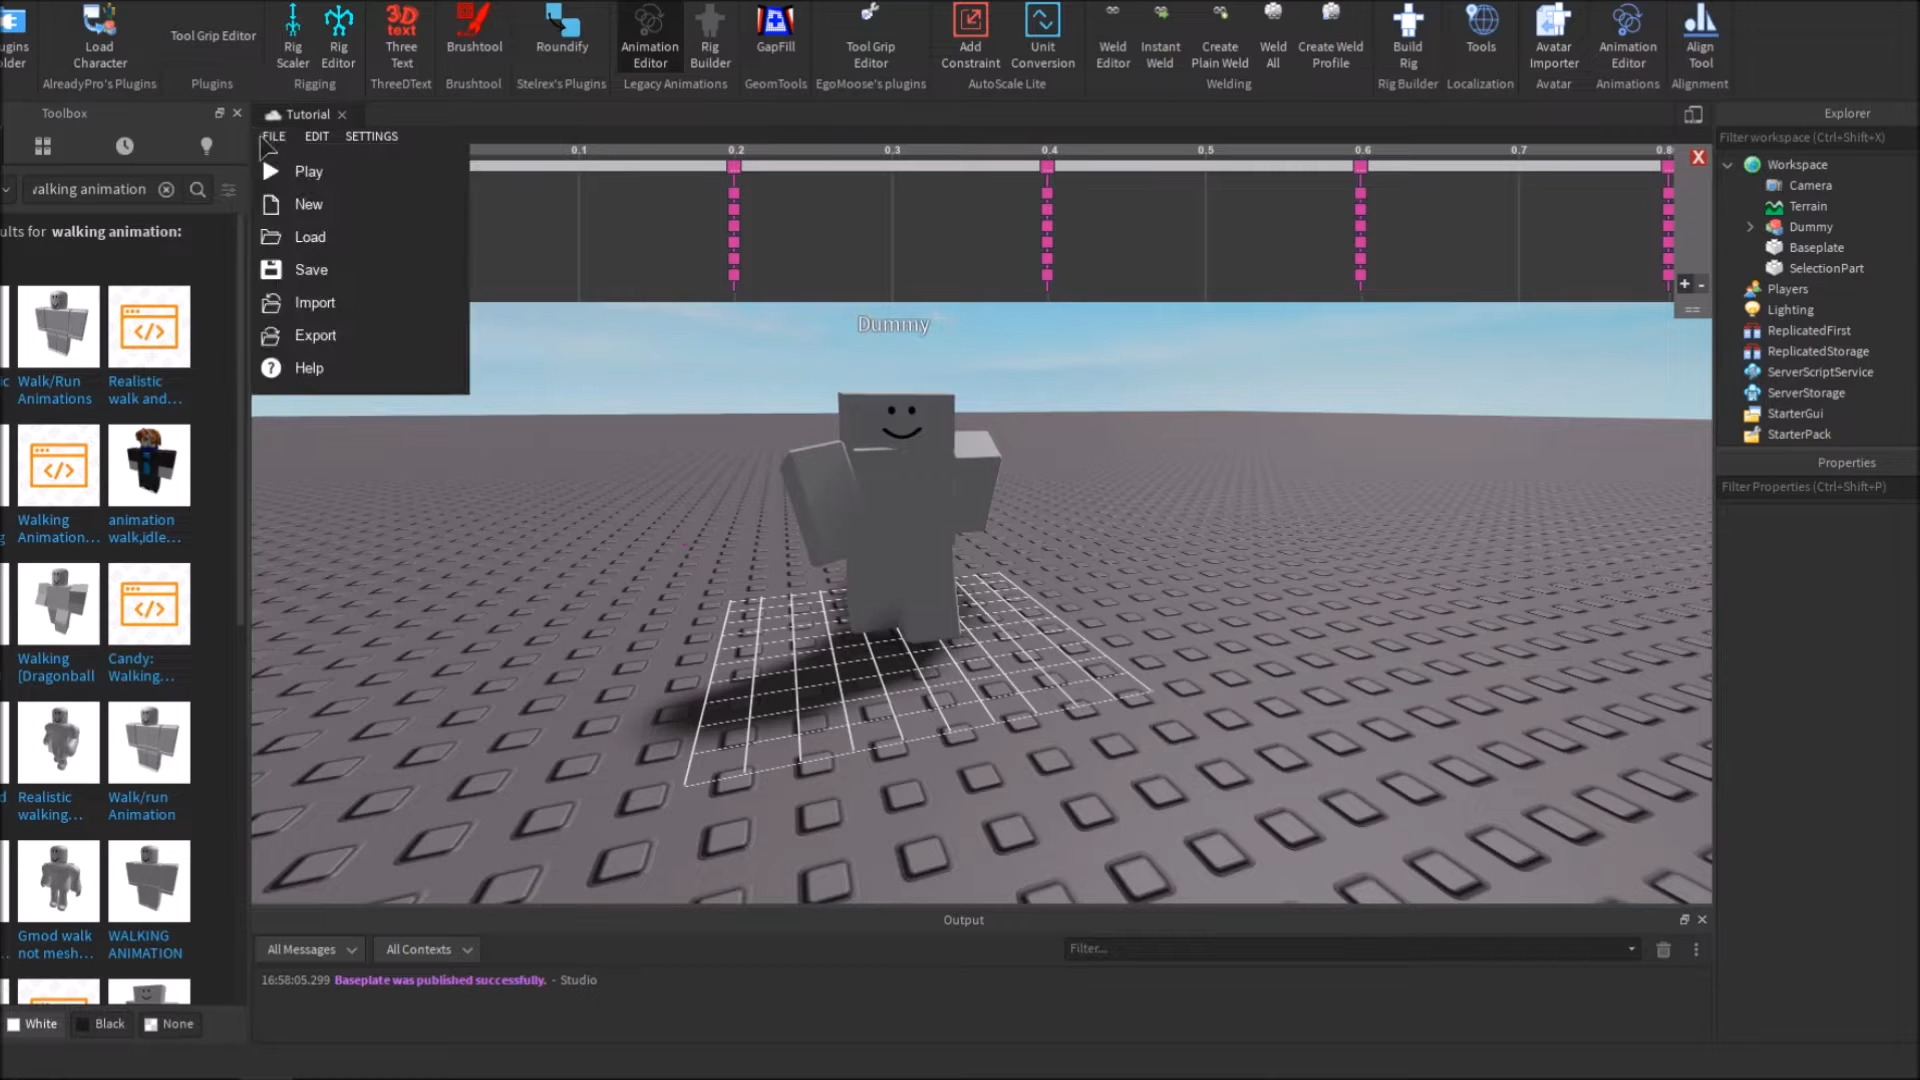 ugins
older
Load
Character
AlreadyPro's Plugins
Tool Grip Editor
Plugins
Rig
Scaler
Rig
Editor
Rigging
3D
text
Three
Text
ThreeDText
Brushtool
Brushtool
Roundify
Stelrex's Plugins
Animation
Editor
Rig
Builder
Legacy Animations
GapFill
GeomTools
Tool Grip
Editor
EgoMoose's plugins
Add
Constraint
Unit
Conversion
AutoScale Lite
Weld
Editor
Instant
Weld
Create
Plain Weld
Weld
All
Create Weld
Profile
Welding
Build
Rig
Rig Builder
Tools
Localization
Avatar
Importer
Avatar
Animation
Editor
Animations
Align
Tool
Alignment
Toolbox
Tutorial
FILE EDIT SETTINGS
Play
New
Load
Save
Import
Export
Help
0.1 0.2 0.3 0.4 0.5 0.6 0.7 0.8
X
+ -
Dummy
walking animation
ults for walking animation:
Walk/Run
Animations
Realistic
walk and...
Walking
Animation...
animation
walk,idle...
Walking
[Dragonball
Candy:
Walking...
Realistic
walking...
Walk/run
Animation
Gmod walk
not mesh...
WALKING
ANIMATION
White Black None
Explorer
Filter workspace (Ctrl+Shift+X)
Workspace
Camera
Terrain
Dummy
Baseplate
SelectionPart
Players
Lighting
ReplicatedFirst
ReplicatedStorage
ServerScriptService
ServerStorage
StarterGui
StarterPack
Properties
Filter Properties (Ctrl+Shift+P)
Output
All Messages All Contexts Filter...
16:58:05.299 Baseplate was published successfully. - Studio